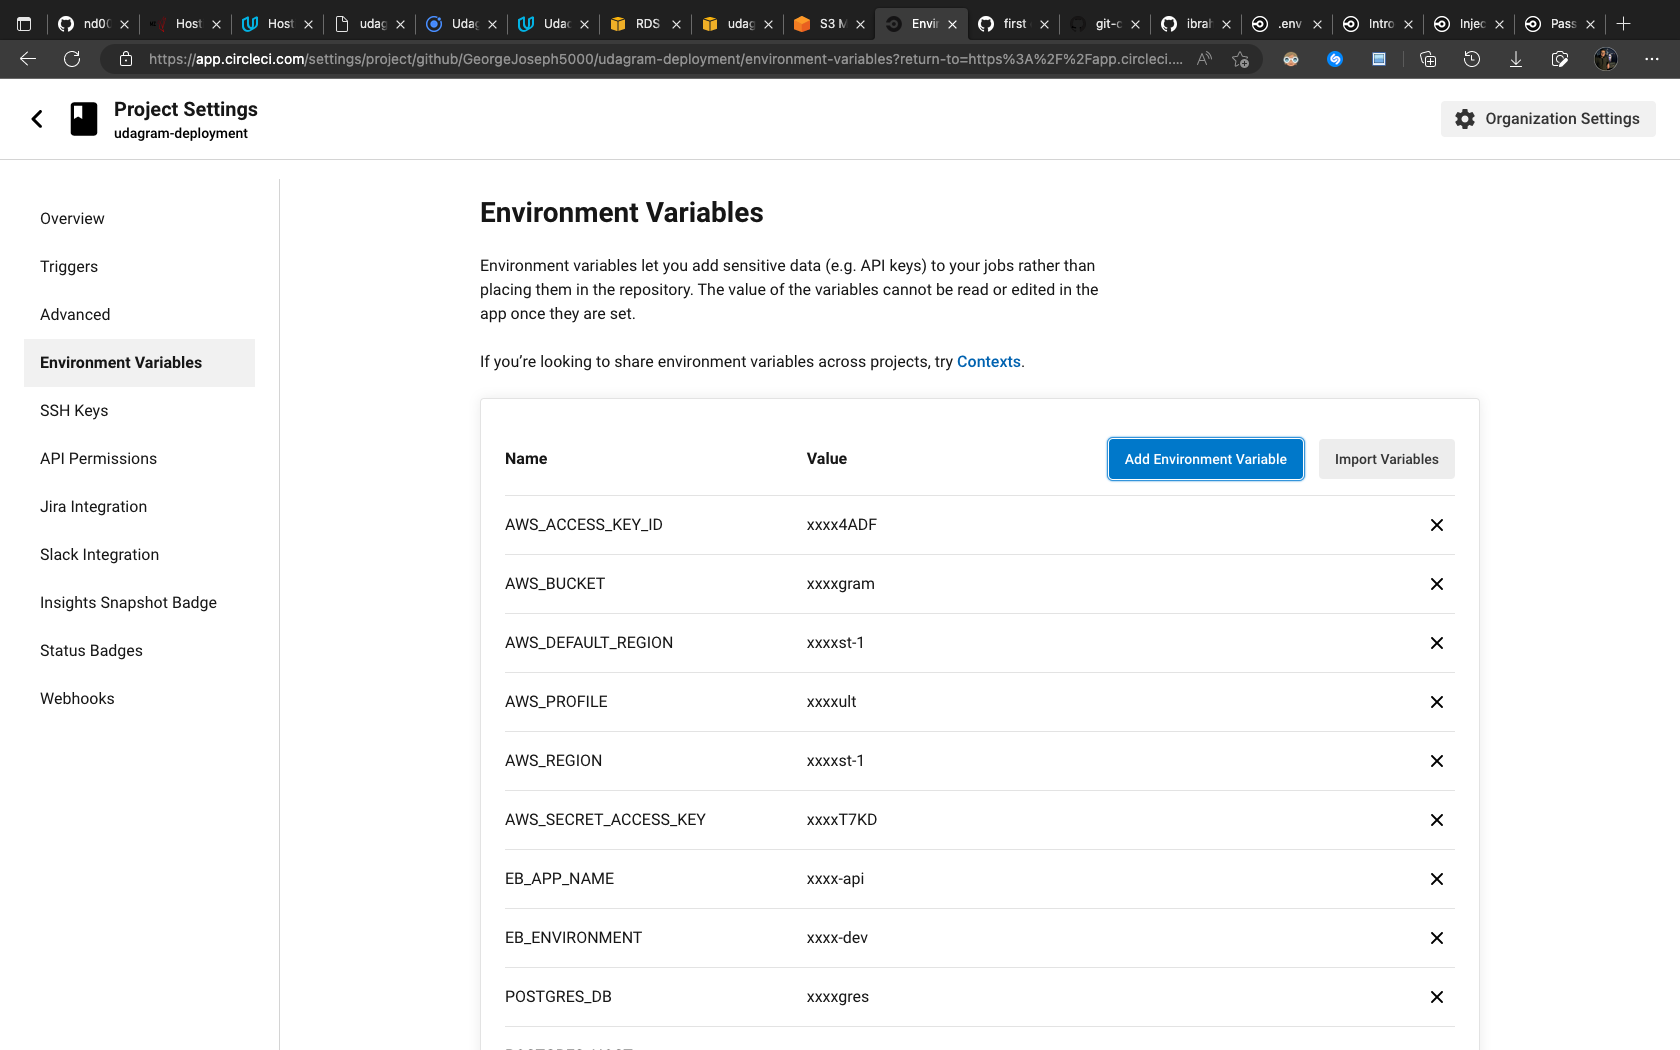 nd00
Host
Host
udag
Udag
Udac
RDS
udag
S3 M
Envir
first
git-c
ibrah
.env
Intro
Injec
Pass
https://app.circleci.com/settings/project/github/GeorgeJoseph5000/udagram-deployment/environment-variables?return-to=https%3A%2F%2Fapp.circleci....
Project Settings
udagram-deployment
Organization Settings
Overview
Triggers
Advanced
Environment Variables
SSH Keys
API Permissions
Jira Integration
Slack Integration
Insights Snapshot Badge
Status Badges
Webhooks
Environment Variables
Environment variables let you add sensitive data (e.g. API keys) to your jobs rather than
placing them in the repository. The value of the variables cannot be read or edited in the
app once they are set.
If you’re looking to share environment variables across projects, try Contexts.
Name Value Add Environment Variable Import Variables
AWS_ACCESS_KEY_ID xxxx4ADF
AWS_BUCKET xxxxgram
AWS_DEFAULT_REGION xxxxst-1
AWS_PROFILE xxxxult
AWS_REGION xxxxst-1
AWS_SECRET_ACCESS_KEY xxxxT7KD
EB_APP_NAME xxxx-api
EB_ENVIRONMENT xxxx-dev
POSTGRES_DB xxxxgres